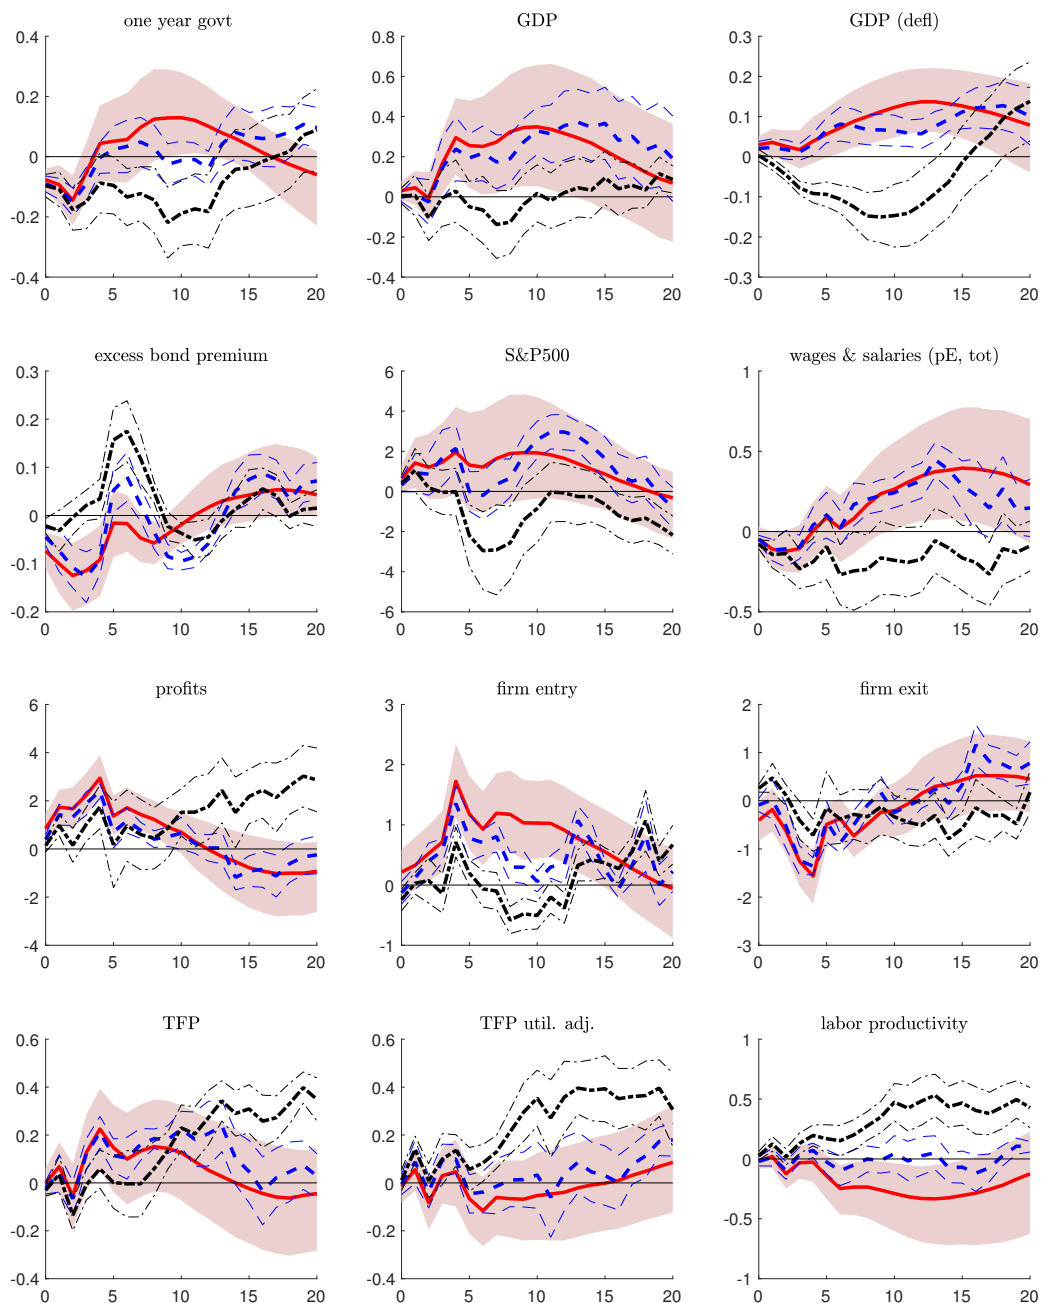 one year govt
0.4
0.2
0
-0.2
-0.4
0 5 10 15 20
GDP
0.8
0.6
0.4
0.2
0
-0.2
-0.4
0 5 10 15 20
GDP (defl)
0.3
0.2
0.1
0
-0.1
-0.2
-0.3
0 5 10 15 20
excess bond premium
0.3
0.2
0.1
0
-0.1
-0.2
0 5 10 15 20
S&P500
6
4
2
0
-2
-4
-6
0 5 10 15 20
wages & salaries (pE, tot)
1
0.5
0
-0.5
0 5 10 15 20
profits
6
4
2
0
-2
-4
0 5 10 15 20
firm entry
3
2
1
0
-1
0 5 10 15 20
firm exit
2
1
0
-1
-2
-3
0 5 10 15 20
TFP
0.6
0.4
0.2
0
-0.2
-0.4
0 5 10 15 20
TFP util. adj.
0.6
0.4
0.2
0
-0.2
-0.4
0 5 10 15 20
labor productivity
1
0.5
0
-0.5
-1
0 5 10 15 20